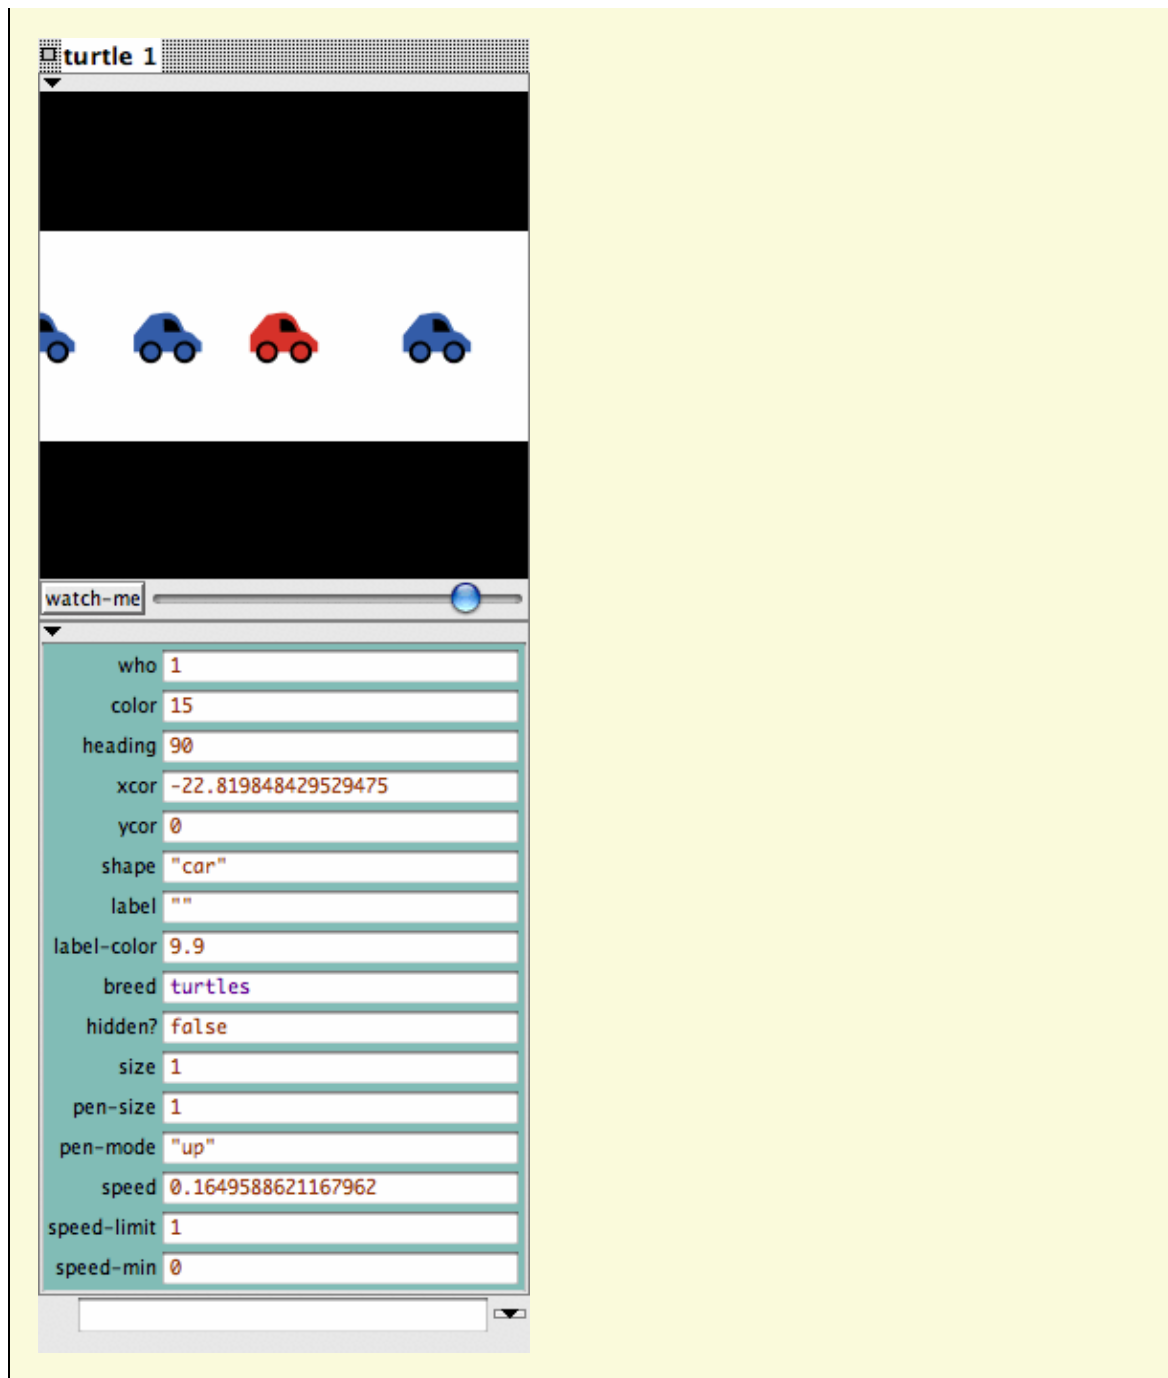 turtle 1
watch-me
who 1
color 15
heading 90
xcor -22.819848429529475
ycor 0
shape "car"
label ""
label-color 9.9
breed turtles
hidden? false
size 1
pen-size 1
pen-mode "up"
speed 0.1649588621167962
speed-limit 1
speed-min 0